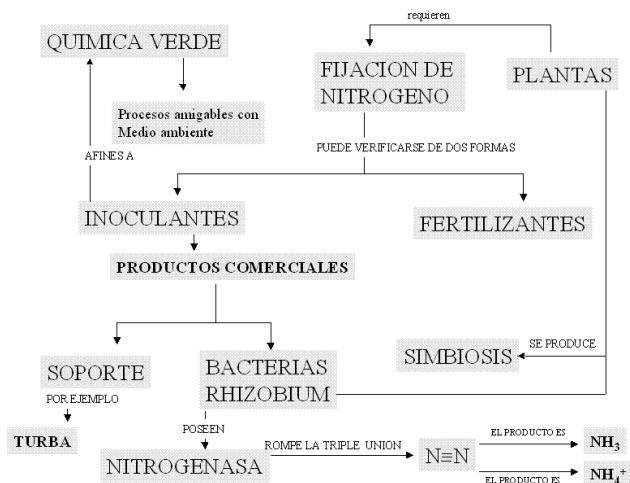 requieren
QUIMICA VERDE
FIJACION DE
NITROGENO
PLANTAS
Procesos amigables con
Medio ambiente
PUEDE VERIFICARSE DE DOS FORMAS
AFINES A
INOCULANTES
FERTILIZANTES
PRODUCTOS COMERCIALES
SE PRODUCE
SIMBIOSIS
SOPORTE
BACTERIAS
RHIZOBIUM
POR EJEMPLO
POSEEN
TURBA
ROMPE LA TRIPLE UNION
EL PRODUCTO ES
NH₃
N≡N
NITROGENASA
EL PRODUCTO ES
NH₄⁺